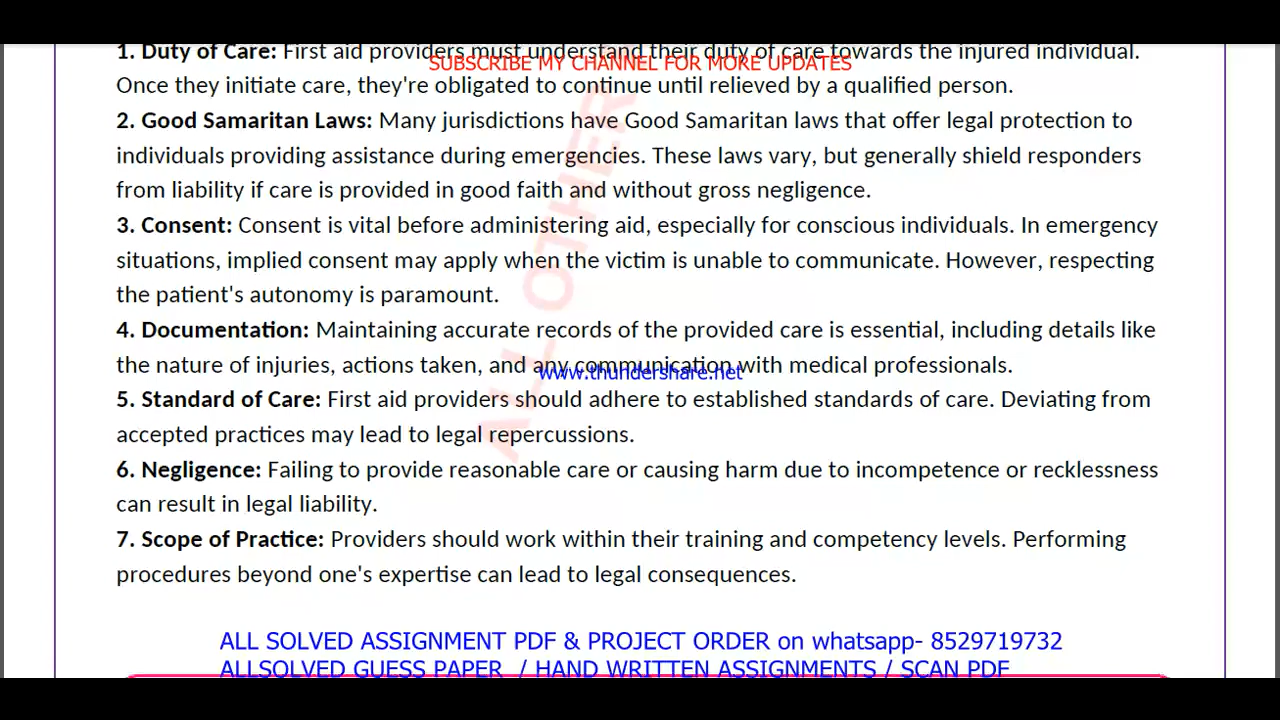 1. Duty of Care: First aid providers must understand their duty of care towards the injured individual.
SUBSCRIBE MY CHANNEL FOR MORE UPDATES
Once they initiate care, they're obligated to continue until relieved by a qualified person.
2. Good Samaritan Laws: Many jurisdictions have Good Samaritan laws that offer legal protection to
individuals providing assistance during emergencies. These laws vary, but generally shield responders
from liability if care is provided in good faith and without gross negligence.
3. Consent: Consent is vital before administering aid, especially for conscious individuals. In emergency
situations, implied consent may apply when the victim is unable to communicate. However, respecting
the patient's autonomy is paramount.
ALL OTHER
4. Documentation: Maintaining accurate records of the provided care is essential, including details like
the nature of injuries, actions taken, and any communication with medical professionals.
www.thundershare.net
5. Standard of Care: First aid providers should adhere to established standards of care. Deviating from
accepted practices may lead to legal repercussions.
6. Negligence: Failing to provide reasonable care or causing harm due to incompetence or recklessness
can result in legal liability.
7. Scope of Practice: Providers should work within their training and competency levels. Performing
procedures beyond one's expertise can lead to legal consequences.
ALL SOLVED ASSIGNMENT PDF & PROJECT ORDER on whatsapp- 8529719732
ALLSOLVED GUESS PAPER / HAND WRITTEN ASSIGNMENTS / SCAN PDF